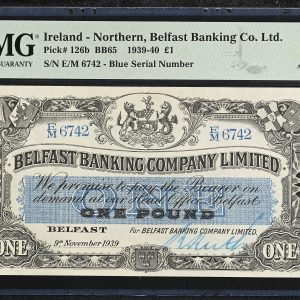 MG Ireland - Northern, Belfast Banking Co. Ltd.
GUARANTY Pick# 126b BB65 1939-40 £1
S/N E/M 6742 - Blue Serial Number
E/M 6742 E/M 6742
BELFAST BANKING COMPANY LIMITED
We promise to pay the Bearer on
demand at our Head Office Belfast.
ONE POUND
BELFAST For BELFAST BANKING COMPANY LIMITED.
9th November 1939
ONE ONE